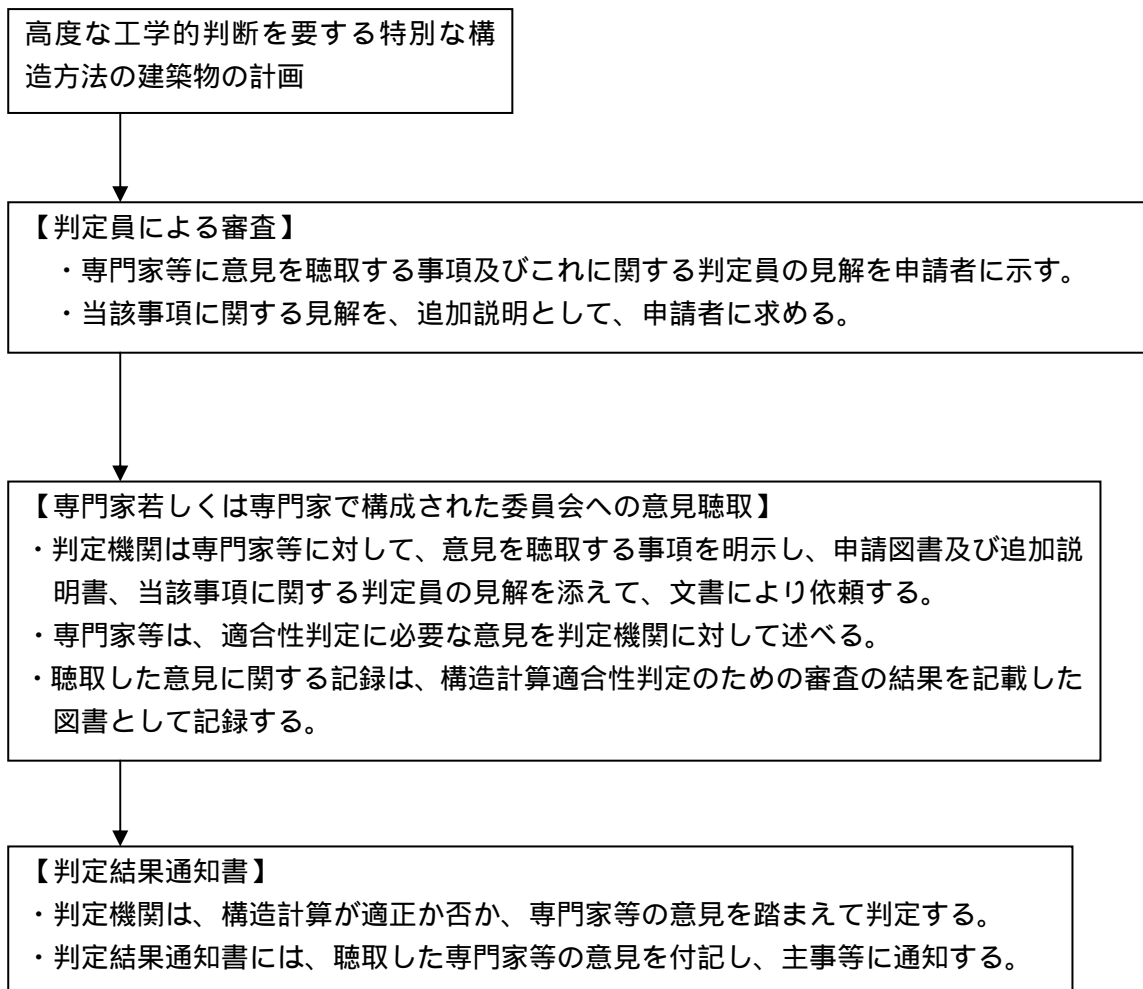 高度な工学的判断を要する特別な構
造方法の建築物の計画
【判定員による審査】
・専門家等に意見を聴取する事項及びこれに関する判定員の見解を申請者に示す。
・当該事項に関する見解を、追加説明として、申請者に求める。
【専門家若しくは専門家で構成された委員会への意見聴取】
・判定機関は専門家等に対して、意見を聴取する事項を明示し、申請図書及び追加説
明書、当該事項に関する判定員の見解を添えて、文書により依頼する。
・専門家等は、適合性判定に必要な意見を判定機関に対して述べる。
・聴取した意見に関する記録は、構造計算適合性判定のための審査の結果を記載した
図書として記録する。
【判定結果通知書】
・判定機関は、構造計算が適正か否か、専門家等の意見を踏まえて判定する。
・判定結果通知書には、聴取した専門家等の意見を付記し、主事等に通知する。